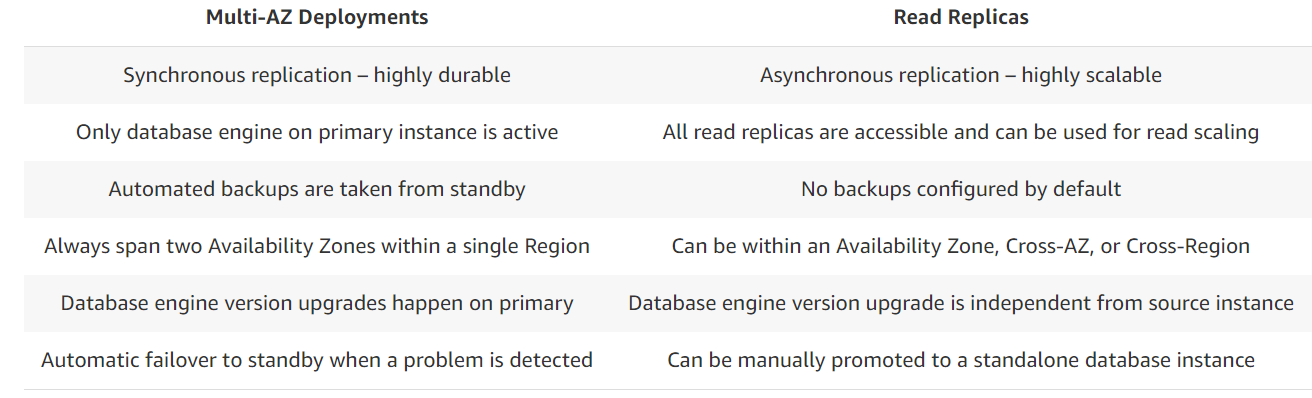 Multi-AZ Deployments Read Replicas
Synchronous replication – highly durable Asynchronous replication – highly scalable
Only database engine on primary instance is active All read replicas are accessible and can be used for read scaling
Automated backups are taken from standby No backups configured by default
Always span two Availability Zones within a single Region Can be within an Availability Zone, Cross-AZ, or Cross-Region
Database engine version upgrades happen on primary Database engine version upgrade is independent from source instance
Automatic failover to standby when a problem is detected Can be manually promoted to a standalone database instance